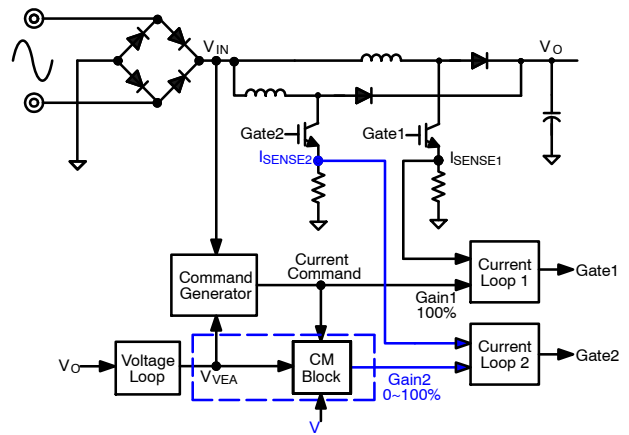 VIN
VO
Gate2
Gate1
ISENSE2
ISENSE1
Command
Generator
Current
Command
Gain1
100%
Current
Loop 1
Gate1
VO
Voltage
Loop
VVEA
CM
Block
Gain2
0~100%
Current
Loop 2
Gate2
V